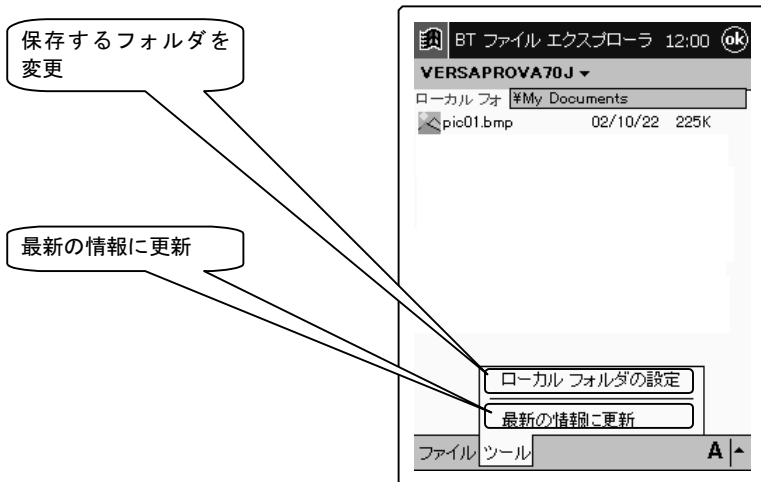 保存するフォルダを
変更
最新の情報に更新
BT ファイル エクスプローラ 12:00 ok
VERSAPROVA70J
ローカル フォ ¥My Documents
pic01.bmp 02/10/22 225K
ローカル フォルダの設定
最新の情報に更新
ファイル ツール A